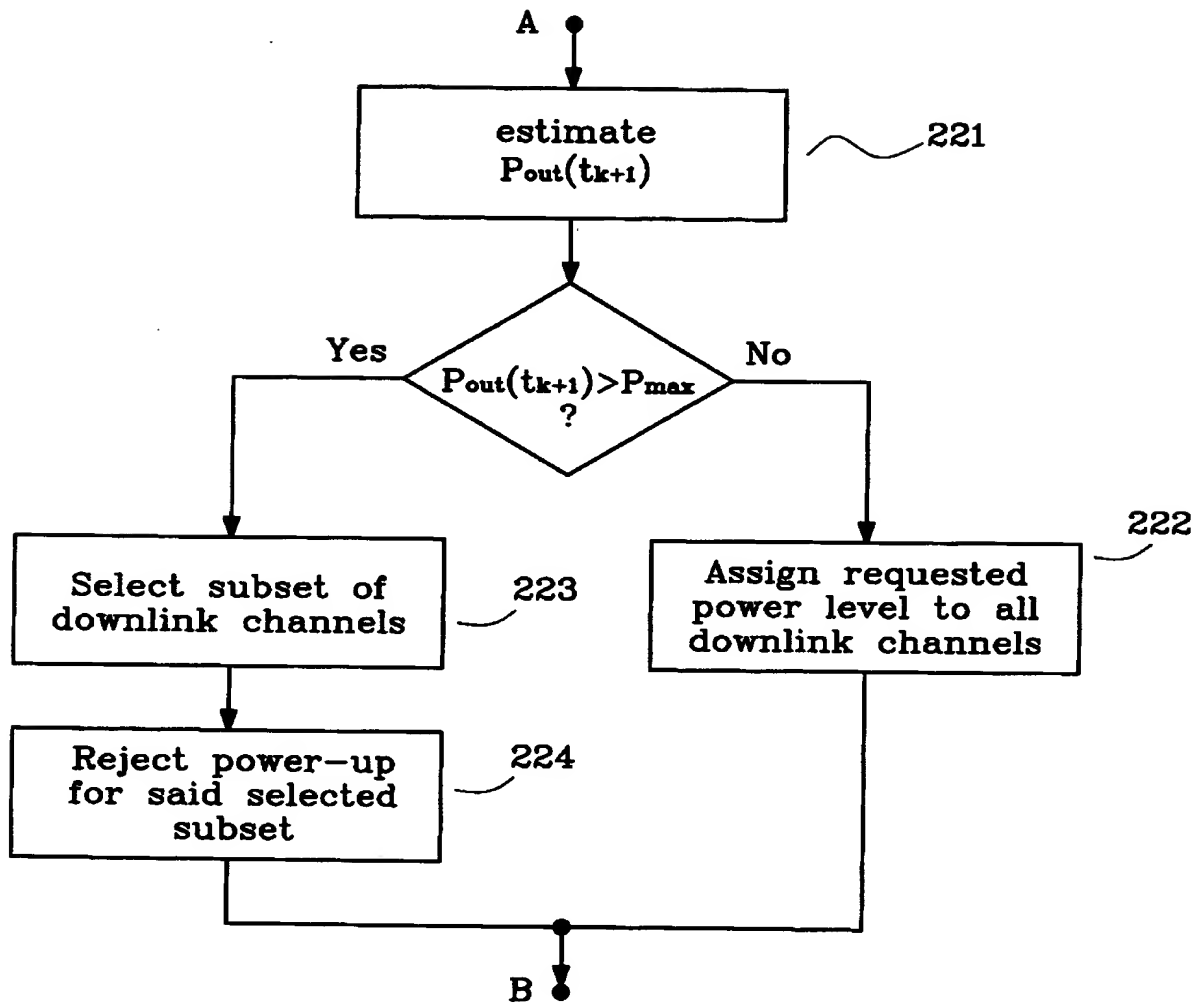 A
estimate
Pout(tk+1)
221
Yes
No
Pout(tk+1)>Pmax
?
222
Select subset of
downlink channels
223
Assign requested
power level to all
downlink channels
Reject power-up
for said selected
subset
224
B